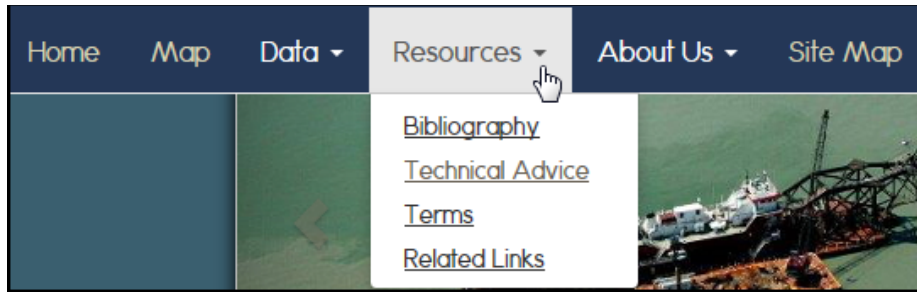 Home Map Data Resources About Us Site Map
Bibliography
Technical Advice
Terms
Related Links